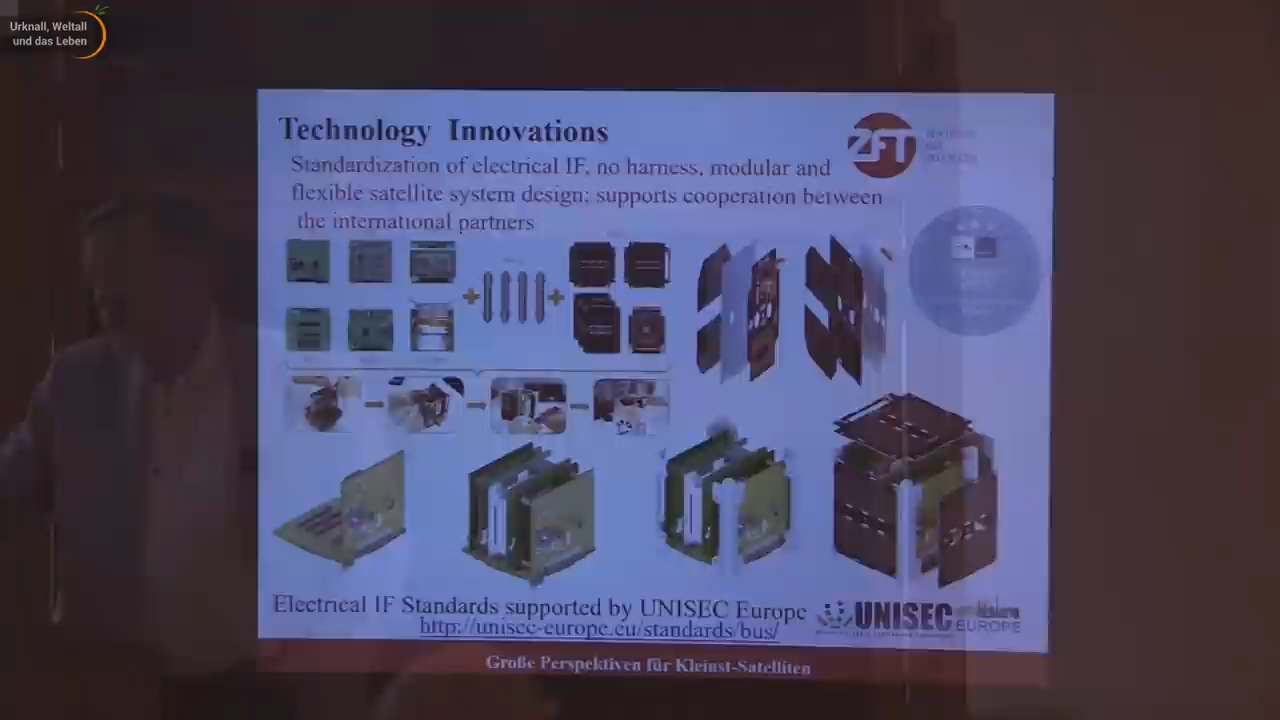 Urknall, Weltall
und das Leben
Technology Innovations
ZFT
Standardization of electrical IF, no harness, modular and
flexible satellite system design; supports cooperation between
the international partners
Electrical IF Standards supported by UNISEC Europe
http://unisec-europe.eu/standards/bus/
UNISEC
EUROPE
Große Perspektiven für Kleinst-Satelliten